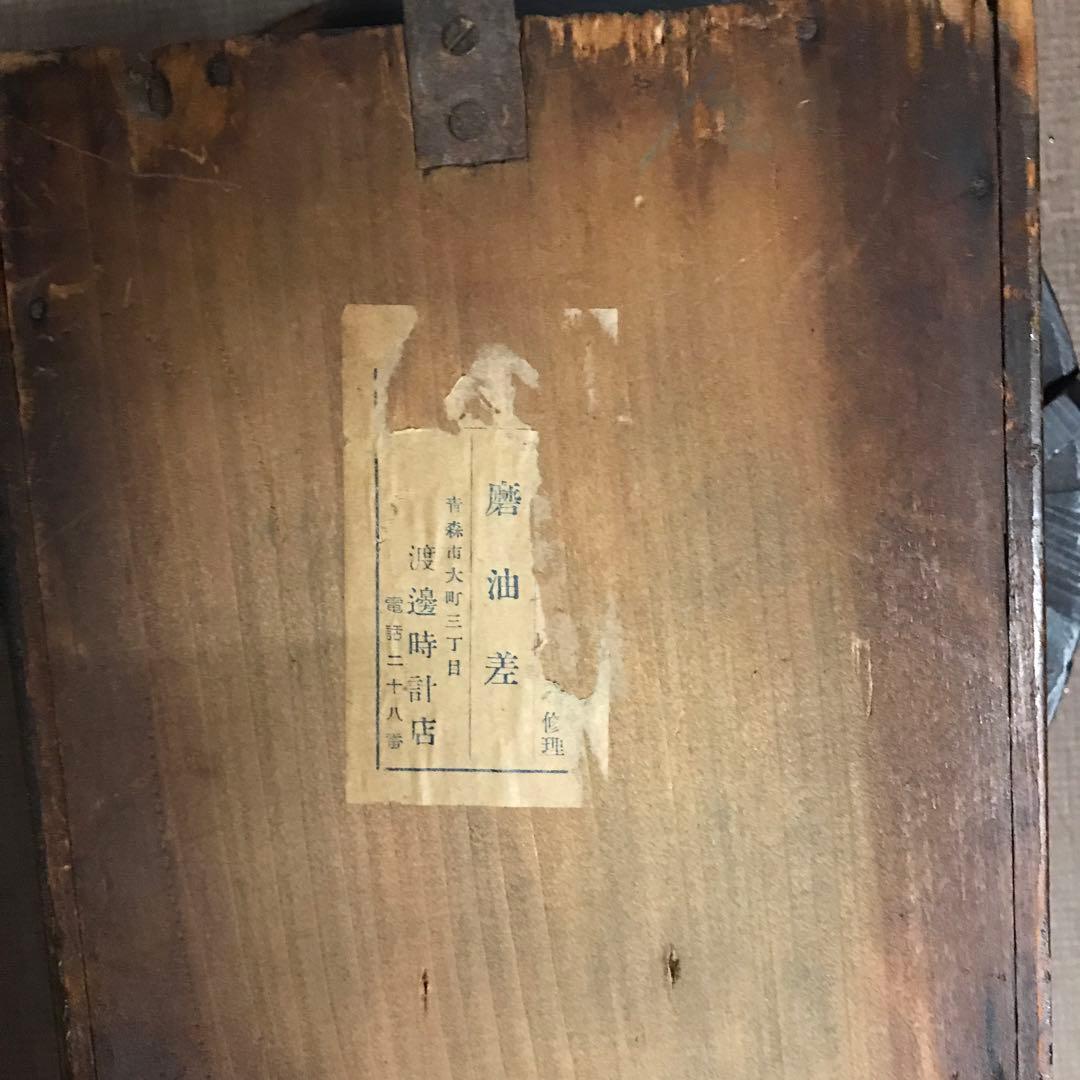 修理
磨油差
青森市大町三丁目
渡邊時計店
電話二十八番